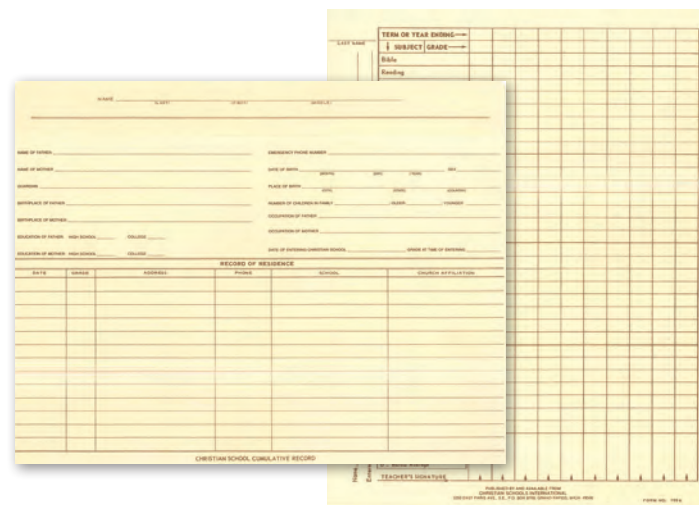 TERM OR YEAR ENDING
LAST NAME
SUBJECT GRADE
Bible
Reading
NAME
(LAST) (FIRST) (MIDDLE)
NAME OF FATHER EMERGENCY PHONE NUMBER
NAME OF MOTHER DATE OF BIRTH SEX
(MONTH) (DAY) (YEAR)
GUARDIAN PLACE OF BIRTH
(CITY) (STATE) (COUNTRY)
BIRTHPLACE OF FATHER NUMBER OF CHILDREN IN FAMILY OLDER YOUNGER
OCCUPATION OF FATHER
BIRTHPLACE OF MOTHER
OCCUPATION OF MOTHER
EDUCATION OF FATHER: HIGH SCHOOL COLLEGE
DATE OF ENTERING CHRISTIAN SCHOOL GRADE AT TIME OF ENTERING
EDUCATION OF MOTHER: HIGH SCHOOL COLLEGE
RECORD OF RESIDENCE
DATE GRADE ADDRESS PHONE SCHOOL CHURCH AFFILIATION
CHRISTIAN SCHOOL CUMULATIVE RECORD
TEACHER'S SIGNATURE
PUBLISHED BY AND AVAILABLE FROM
CHRISTIAN SCHOOLS INTERNATIONAL